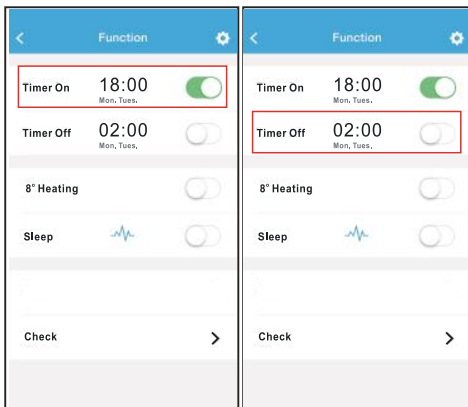 Function
Timer On 18:00
Mon. Tues.
Timer Off 02:00
Mon, Tues,
8° Heating
Sleep
Check
Function
Timer On 18:00
Mon. Tues.
Timer Off 02:00
Mon, Tues,
8° Heating
Sleep
Check